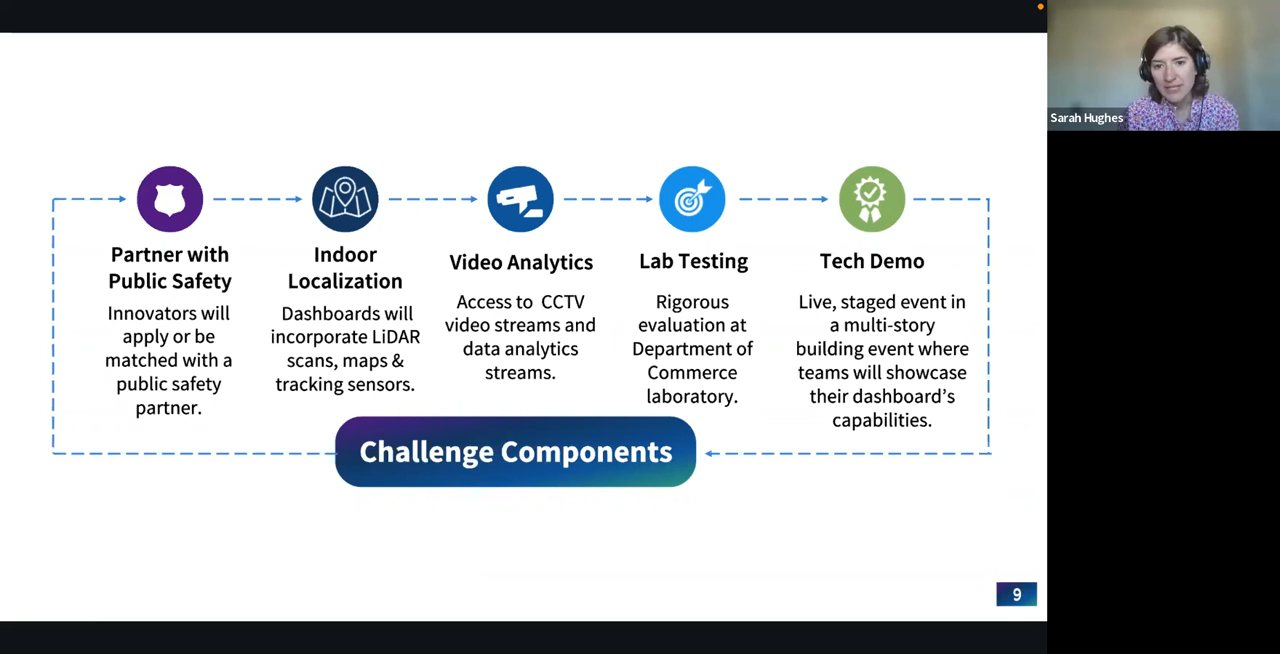 Sarah Hughes
Partner with
Public Safety
Innovators will
apply or be
matched with a
public safety
partner.
Indoor
Localization
Dashboards will
incorporate LiDAR
scans, maps &
tracking sensors.
Video Analytics
Access to CCTV
video streams and
data analytics
streams.
Lab Testing
Rigorous
evaluation at
Department of
Commerce
laboratory.
Tech Demo
Live, staged event in
a multi-story
building event where
teams will showcase
their dashboard's
capabilities.
Challenge Components
9